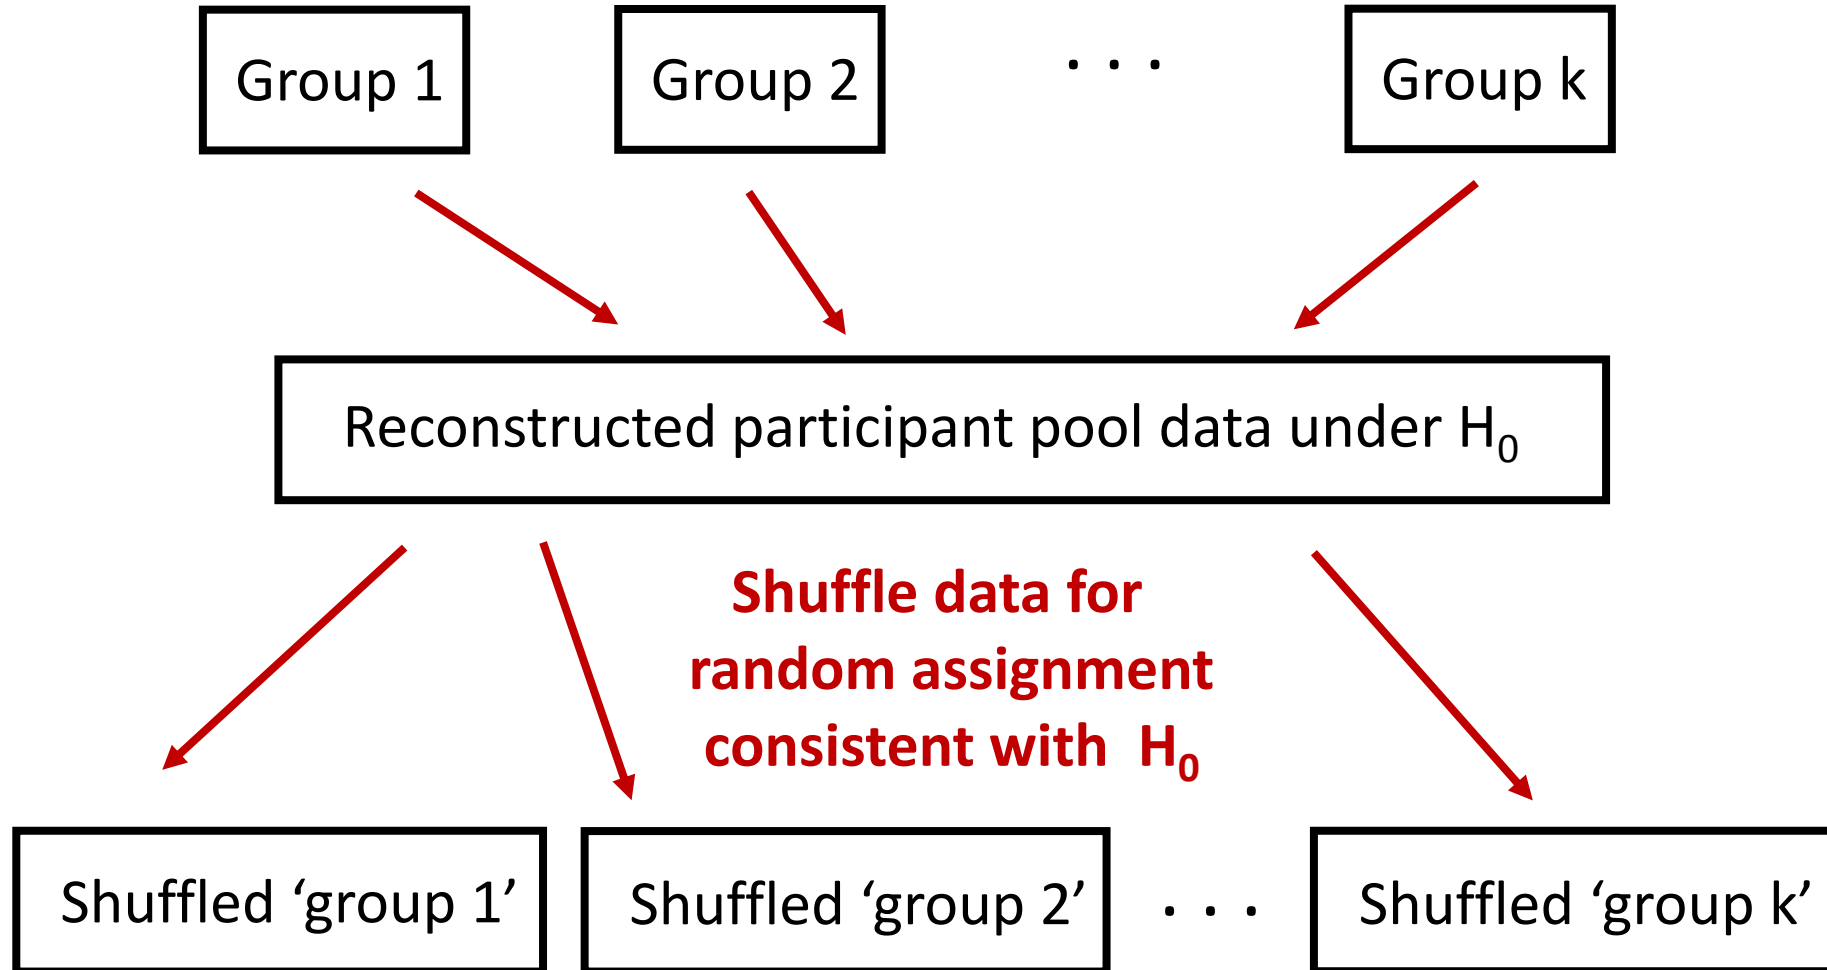 Group 1
Group 2
. . .
Group k
Reconstructed participant pool data under H₀
Shuffle data for
random assignment
consistent with H₀
Shuffled ‘group 1’
Shuffled ‘group 2’
. . .
Shuffled ‘group k’